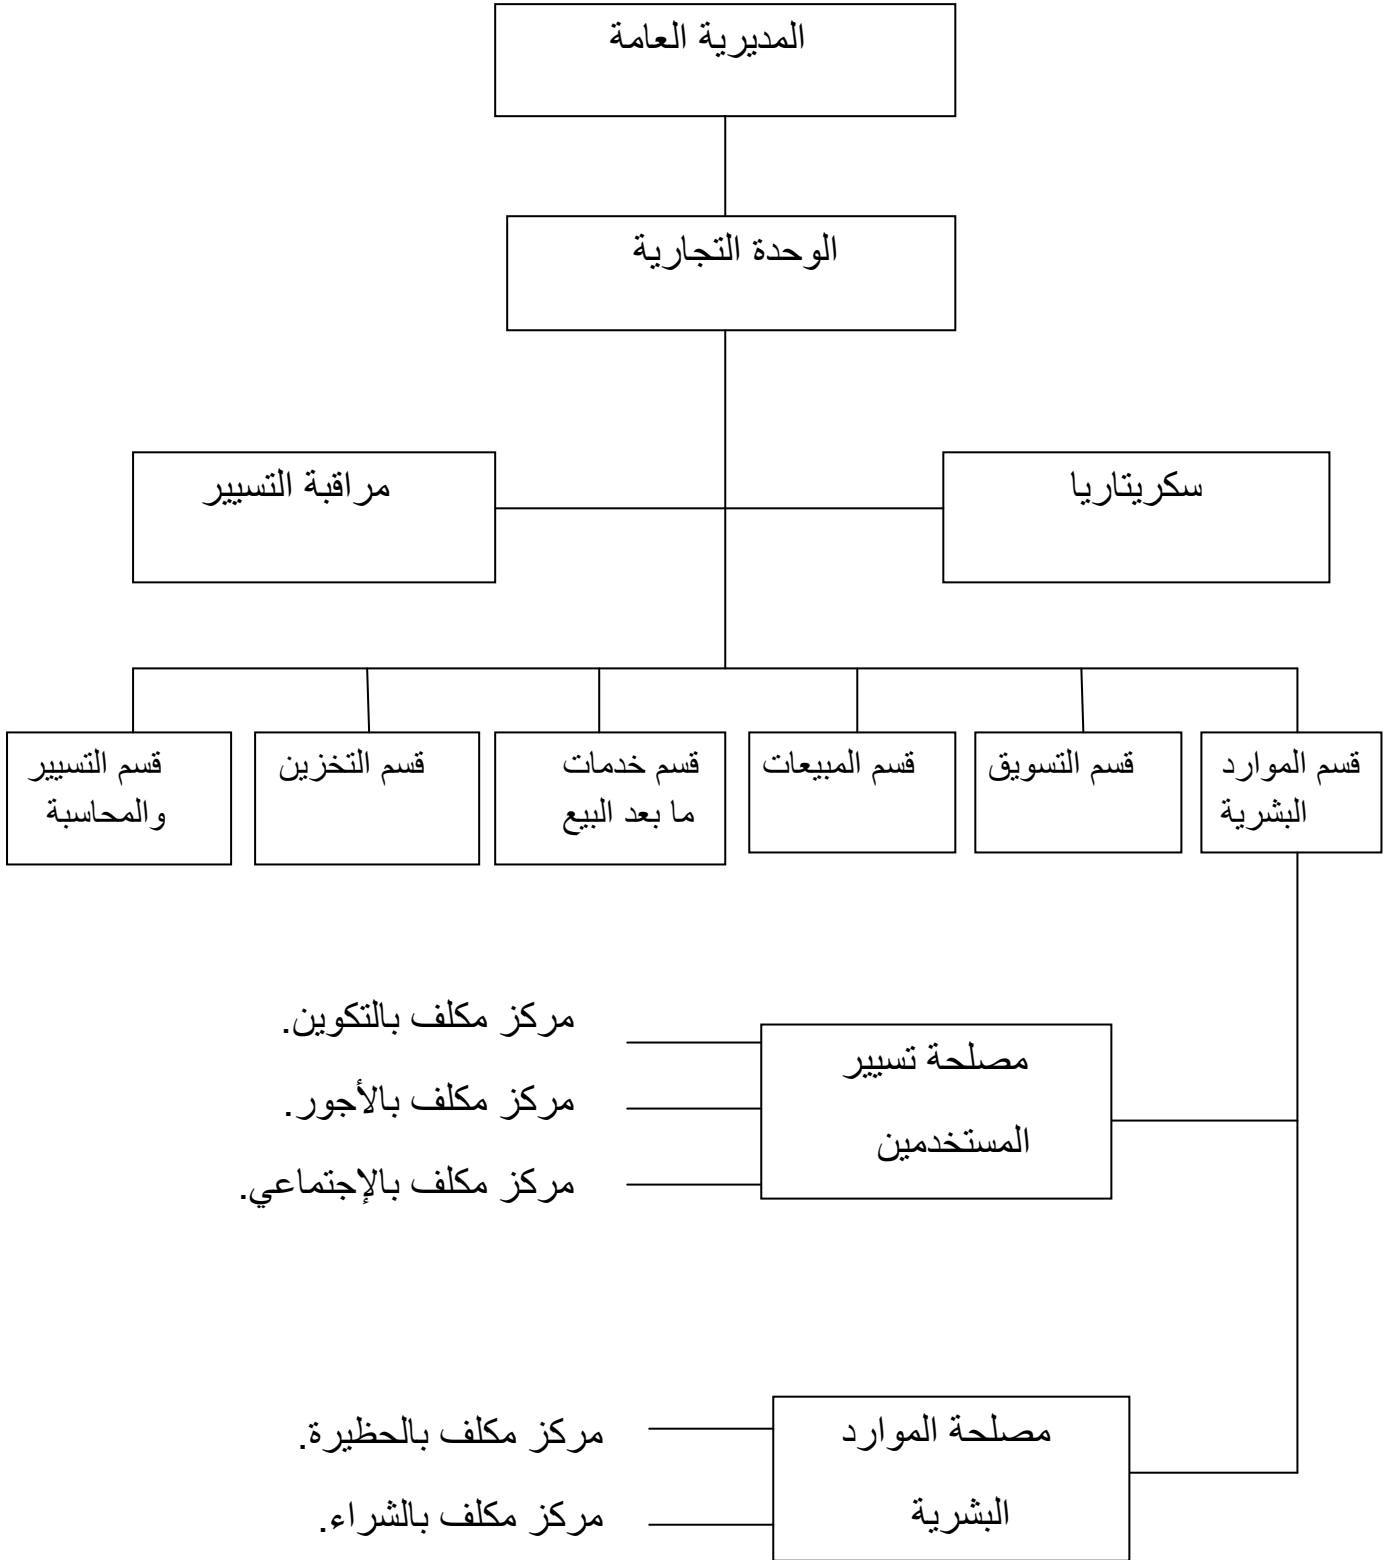 المديرية العامة
الوحدة التجارية
سكريتاريا
مراقبة التسيير
قسم الموارد
البشرية
قسم التسويق
قسم المبيعات
قسم خدمات
ما بعد البيع
قسم التخزين
قسم التسيير
والمحاسبة
مصلحة تسيير
المستخدمين
مركز مكلف بالتكوين.
مركز مكلف بالأجور.
مركز مكلف بالإجتماعي.
مصلحة الموارد
البشرية
مركز مكلف بالحظيرة.
مركز مكلف بالشراء.